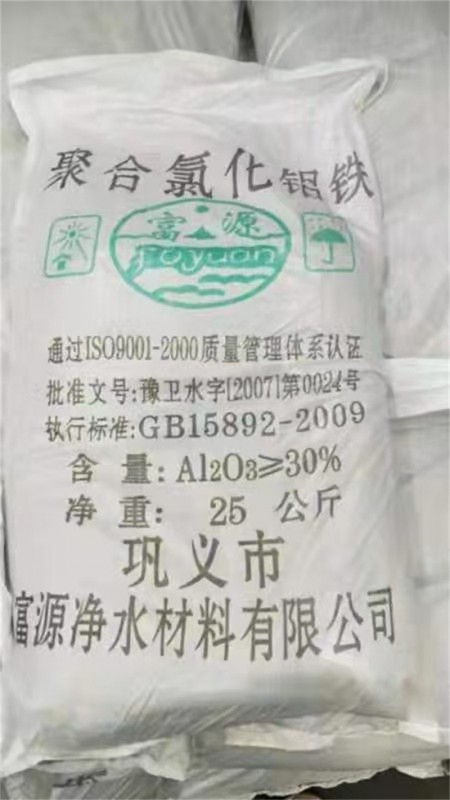 聚合氯化铝铁
富源
Foyuan
通过ISO9001-2000质量管理体系认证
批准文号:豫卫水字[2007]第0024号
执行标准:GB15892-2009
含 量: Al2O3≥30%
净 重: 25 公斤
巩义市
富源净水材料有限公司